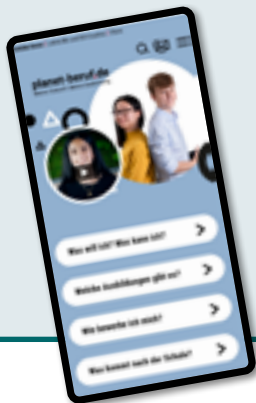 planet-beruf.de
Was will ich? Was kann ich?
Welche Ausbildungen gibt es?
Wie bewerbe ich mich?
Was kommt nach der Schule?